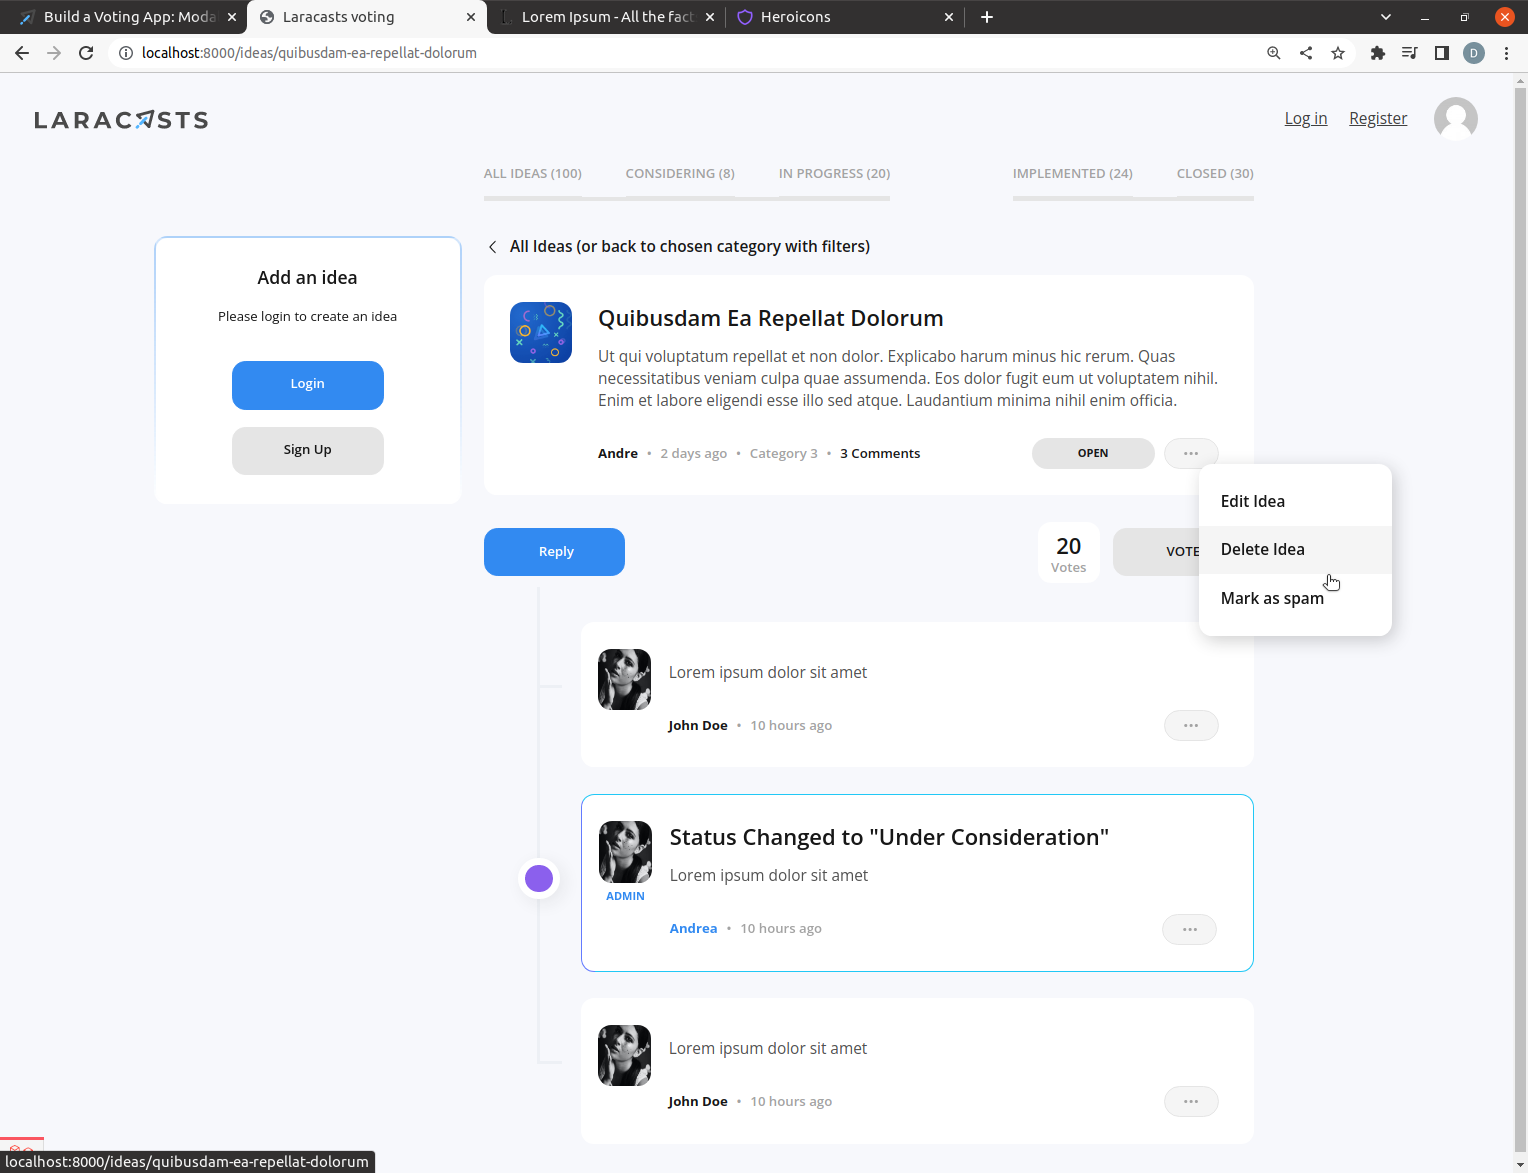 Build a Voting App: Moda
Laracasts voting
Lorem Ipsum - All the fact
Heroicons
localhost:8000/ideas/quibusdam-ea-repellat-dolorum
D
LARACASTS
Log in
Register
ALL IDEAS (100)
CONSIDERING (8)
IN PROGRESS (20)
IMPLEMENTED (24)
CLOSED (30)
Add an idea
Please login to create an idea
Login
Sign Up
All Ideas (or back to chosen category with filters)
Quibusdam Ea Repellat Dolorum
Ut qui voluptatum repellat et non dolor. Explicabo harum minus hic rerum. Quas
necessitatibus veniam culpa quae assumenda. Eos dolor fugit eum ut voluptatem nihil.
Enim et labore eligendi esse illo sed atque. Laudantium minima nihil enim officia.
Andre • 2 days ago • Category 3 • 3 Comments
OPEN
Edit Idea
Delete Idea
Mark as spam
Reply
20
Votes
VOTE
Lorem ipsum dolor sit amet
John Doe • 10 hours ago
Status Changed to "Under Consideration"
Lorem ipsum dolor sit amet
ADMIN
Andrea • 10 hours ago
Lorem ipsum dolor sit amet
John Doe • 10 hours ago
localhost:8000/ideas/quibusdam-ea-repellat-dolorum